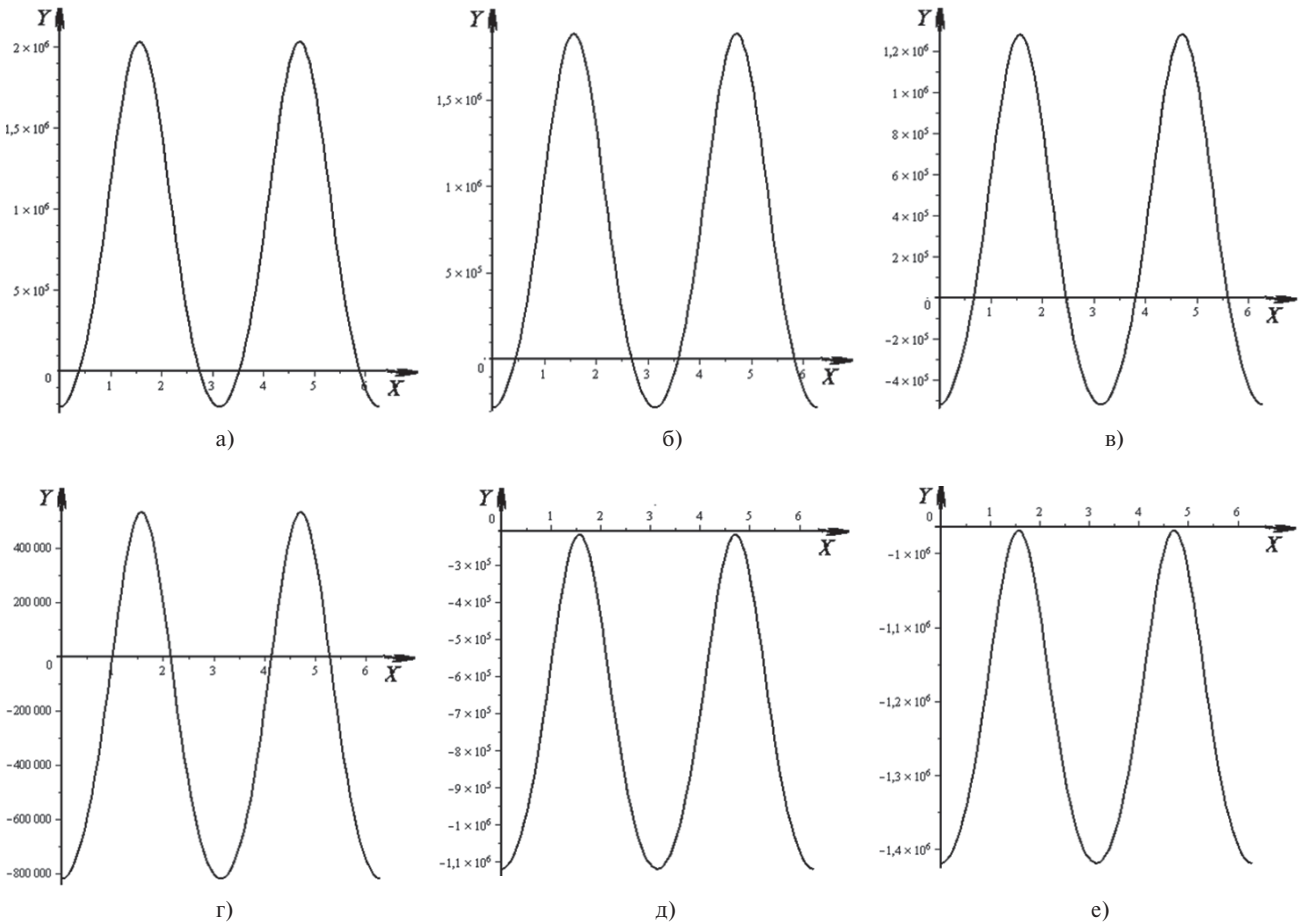 Y
2 × 10⁶
1,5 × 10⁶
1 × 10⁶
5 × 10⁵
0
1 2 3 4 5 6
X
а)
Y
1,5 × 10⁶
1 × 10⁶
5 × 10⁵
0
1 2 3 4 5 6
X
б)
Y
1,2 × 10⁶
1 × 10⁶
8 × 10⁵
6 × 10⁵
4 × 10⁵
2 × 10⁵
0
1 2 3 4 5 6
X
–2 × 10⁵
–4 × 10⁵
в)
Y
400 000
200 000
0
1 2 3 4 5 6
X
–200 000
–400 000
–600 000
–800 000
г)
Y
0
1 2 3 4 5 6
X
–3 × 10⁵
–4 × 10⁵
–5 × 10⁵
–6 × 10⁵
–7 × 10⁵
–8 × 10⁵
–9 × 10⁵
–1 × 10⁶
–1,1 × 10⁶
д)
Y
0
1 2 3 4 5 6
X
–1 × 10⁶
–1,1 × 10⁶
–1,2 × 10⁶
–1,3 × 10⁶
–1,4 × 10⁶
е)